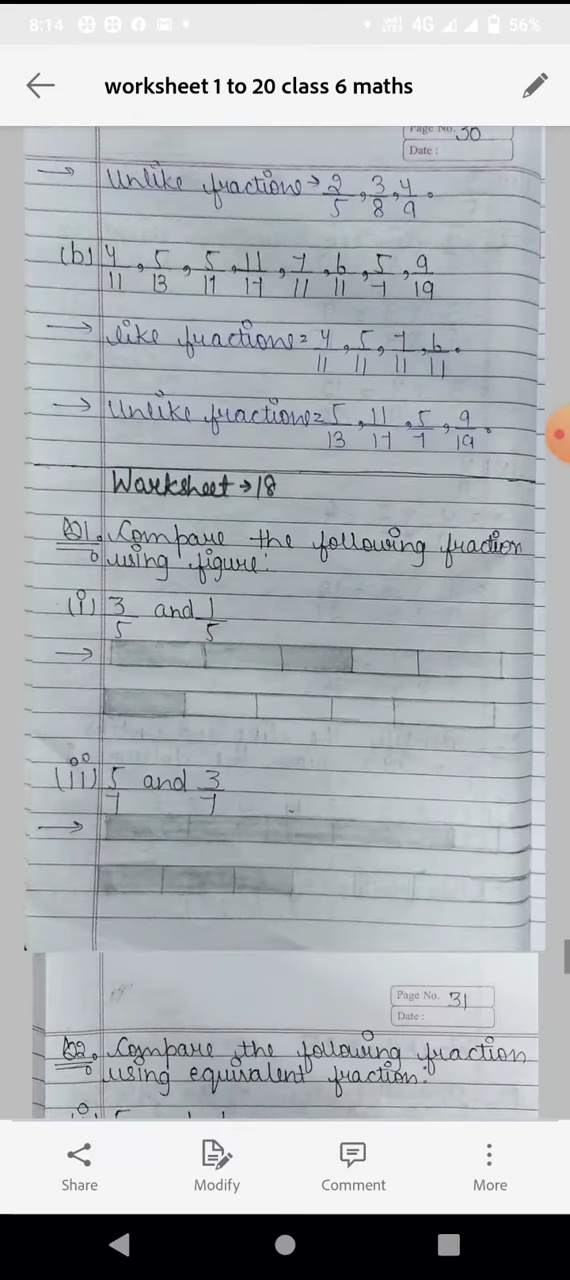 8:14 4G 56%
worksheet 1 to 20 class 6 maths
Page No. 30
Date :
→ Unlike fractions → 2/5, 3/8, 4/9.
(b) 4/11, 5/13, 5/11, 11/17, 7/11, 6/11, 5/7, 9/19
→ like fractions = 4/11, 5/11, 7/11, 6/11.
→ Unlike fractions = 5/13, 11/17, 5/7, 9/19.
Worksheet → 18
Q1. Compare the following fraction
using figure:
(i) 3/5 and 1/5
→
(ii) 5/7 and 3/7
→
Page No. 31
Date :
Q2. Compare the following fraction
using equivalent fraction:
Share Modify Comment More